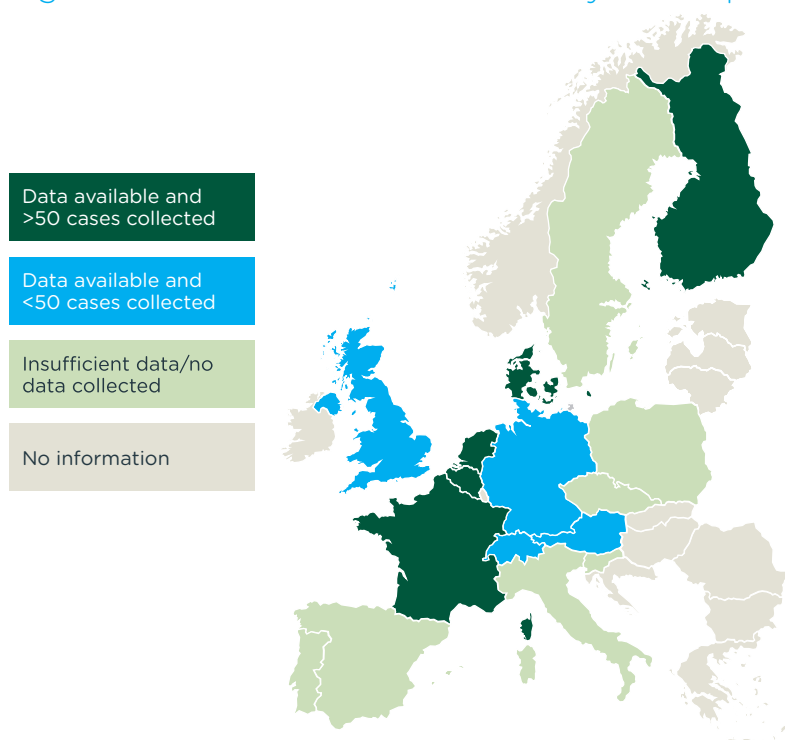 Data available and
>50 cases collected
Data available and
<50 cases collected
Insufficient data/no
data collected
No information